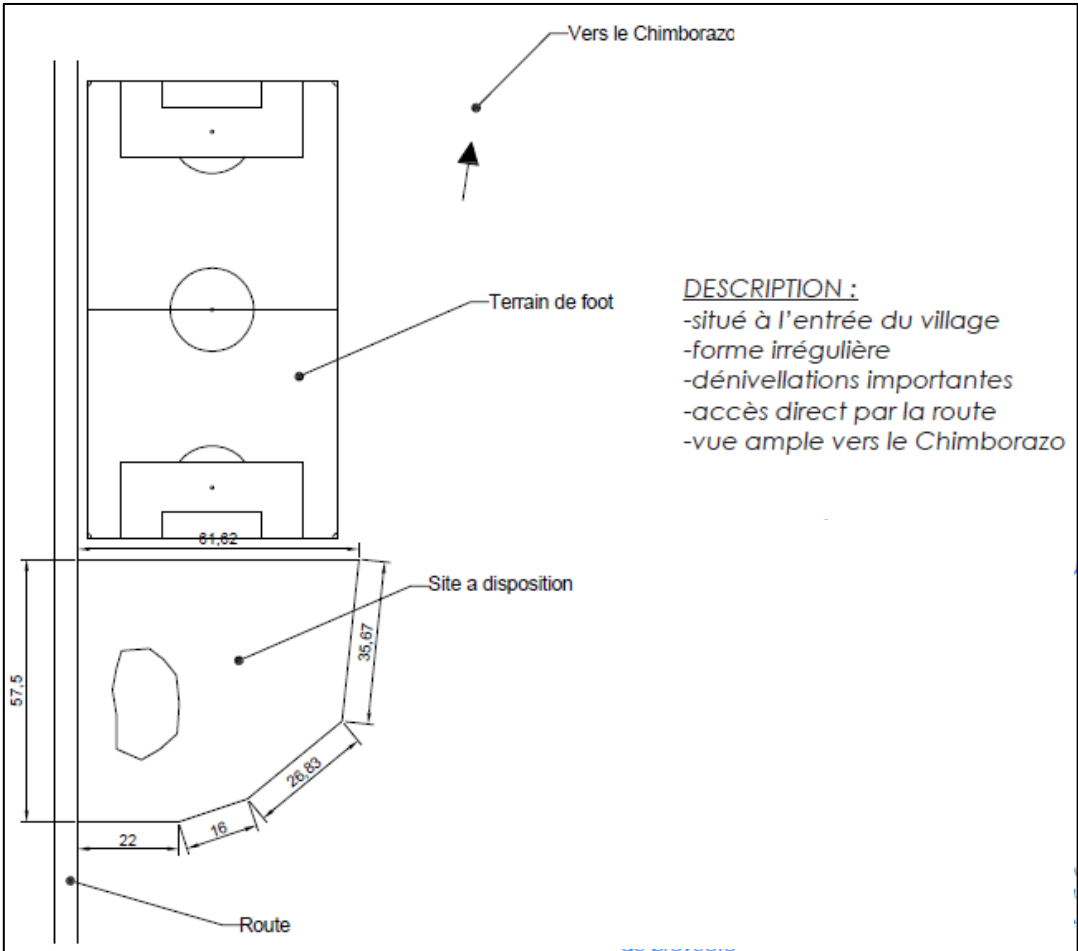 Vers le Chimborazo
Terrain de foot
DESCRIPTION :
-situé à l'entrée du village
-forme irrégulière
-dénivellations importantes
-accès direct par la route
-vue ample vers le Chimborazo
61,62
Site a disposition
35,67
57,5
26,83
16
22
Route